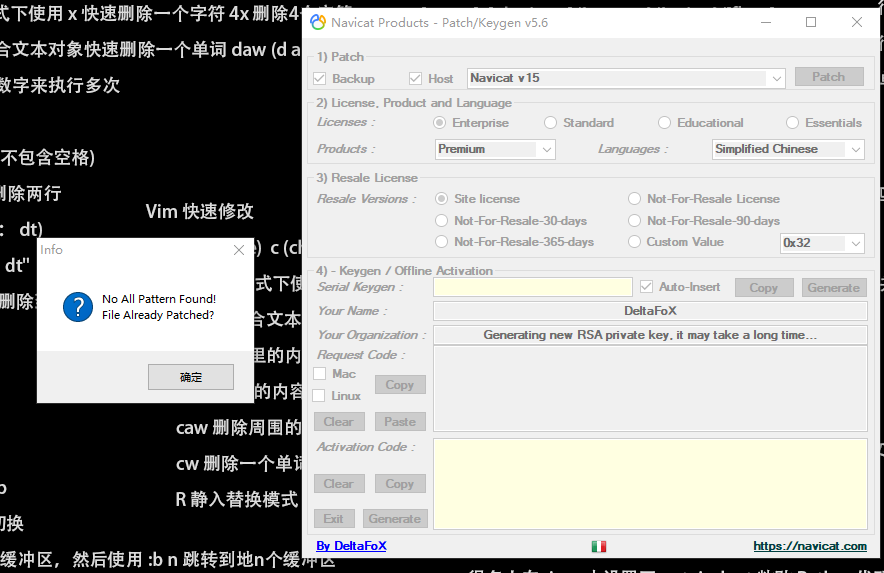 式下使用 x 快速删除一个字符 4x 删除4个字符
合文本对象快速删除一个单词 daw (d a
数字来执行多次
不包含空格)
删除两行
： dt)
dt"
删除
Vim 快速修改
e) c (ch
式下使
合文本
里的内
的内容
caw 删除周围的
cw 删除一个单词
R 静入替换模式
切换
缓冲区，然后使用 :b n 跳转到地n个缓冲区
Info
No All Pattern Found!
File Already Patched?
确定
Navicat Products - Patch/Keygen v5.6
1) Patch
Backup Host Navicat v15 Patch
2) License, Product and Language
Licenses : Enterprise Standard Educational Essentials
Products : Premium Languages : Simplified Chinese
3) Resale License
Resale Versions : Site license Not-For-Resale License
Not-For-Resale-30-days Not-For-Resale-90-days
Not-For-Resale-365-days Custom Value 0x32
4) - Keygen / Offline Activation
Serial Keygen : Auto-Insert Copy Generate
Your Name : DeltaFoX
Your Organization : Generating new RSA private key, it may take a long time...
Request Code :
Mac
Linux
Copy
Clear Paste
Activation Code :
Clear Copy
Exit Generate
By DeltaFoX https://navicat.com